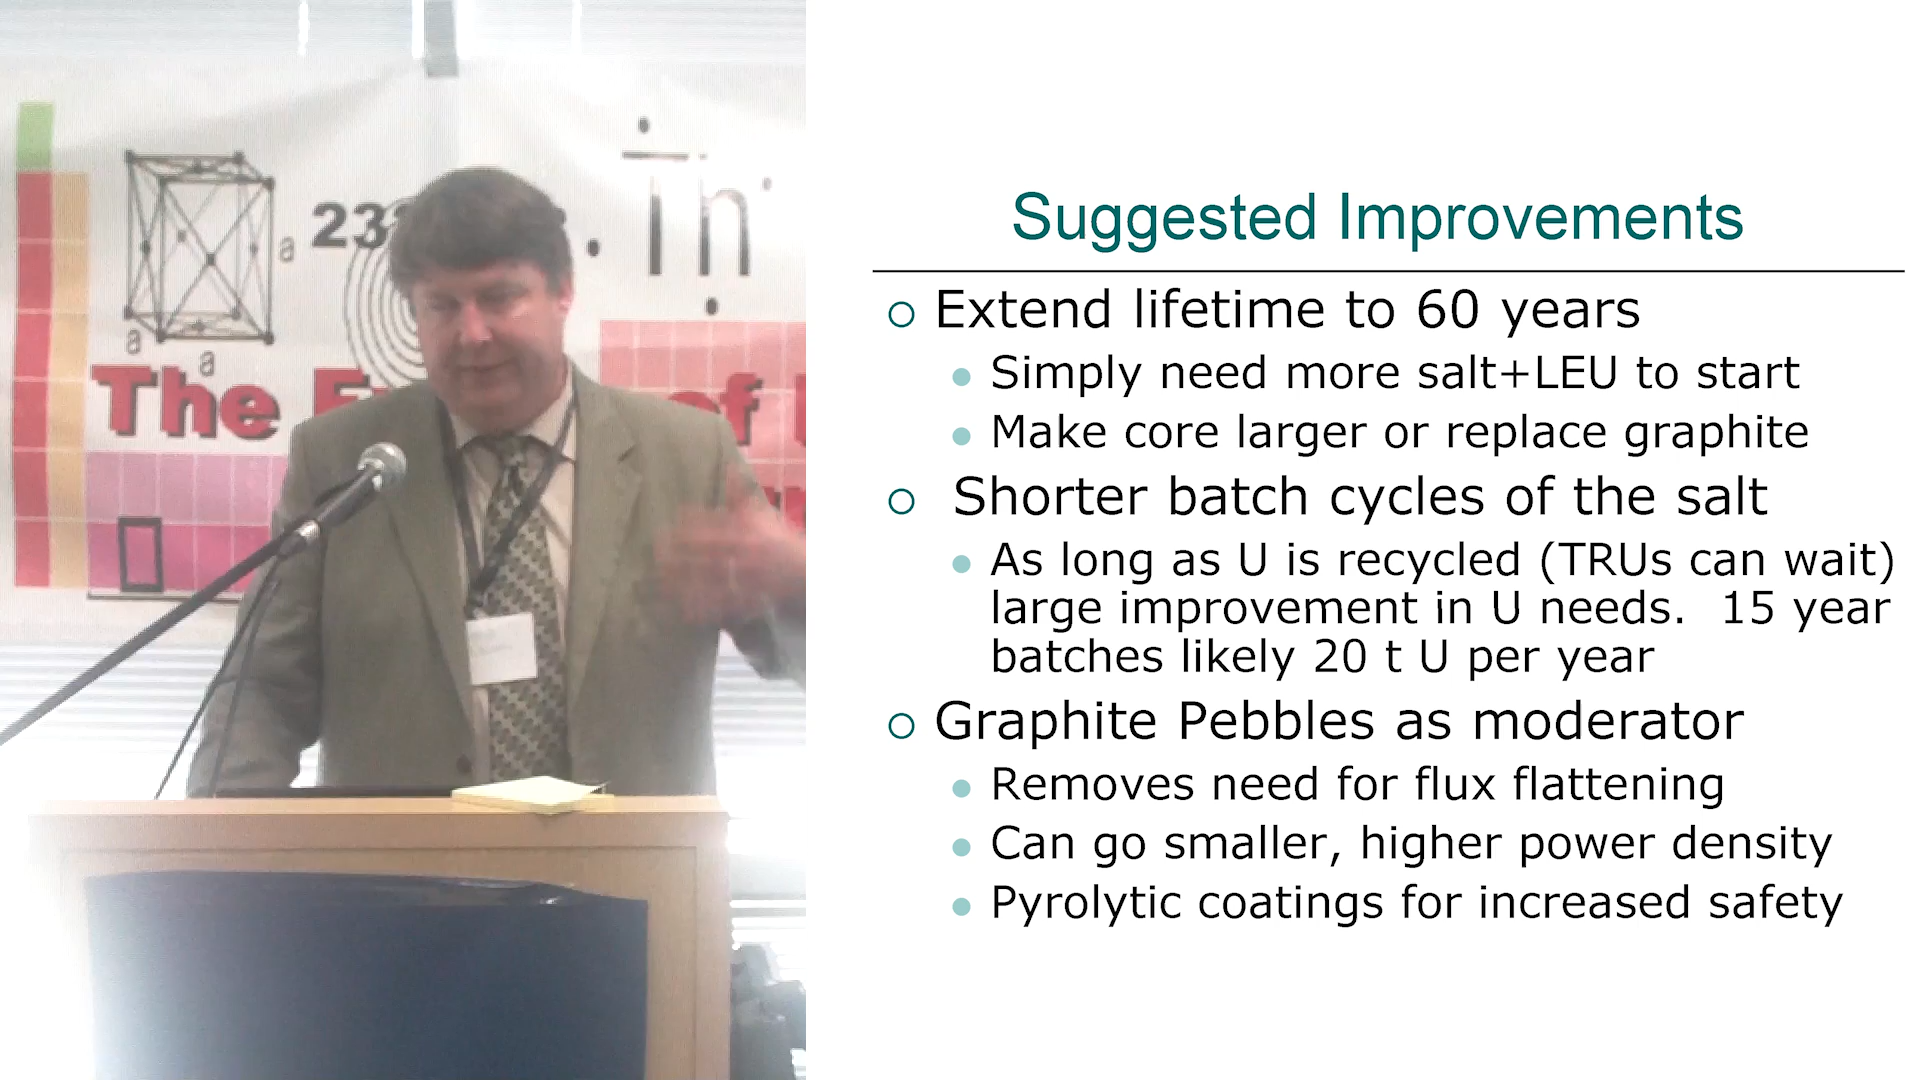 232
Th
a
a
a
The
of
Suggested Improvements
Extend lifetime to 60 years
Simply need more salt+LEU to start
Make core larger or replace graphite
Shorter batch cycles of the salt
As long as U is recycled (TRUs can wait)
large improvement in U needs. 15 year
batches likely 20 t U per year
Graphite Pebbles as moderator
Removes need for flux flattening
Can go smaller, higher power density
Pyrolytic coatings for increased safety